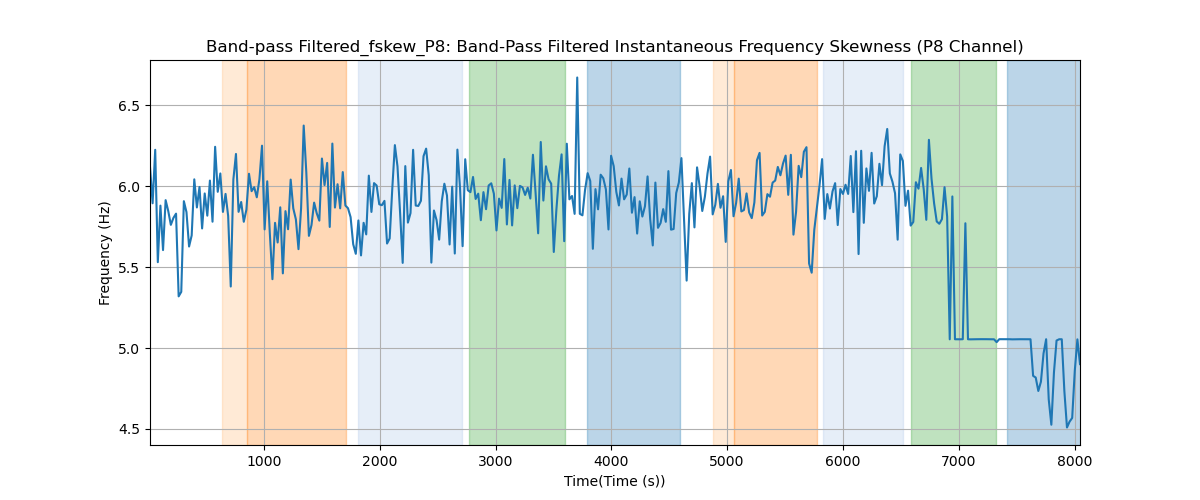 Band-pass Filtered_fskew_P8: Band-Pass Filtered Instantaneous Frequency Skewness (P8 Channel)
6.5
6.0
5.5
5.0
4.5
Frequency (Hz)
1000 2000 3000 4000 5000 6000 7000 8000
Time(Time (s))